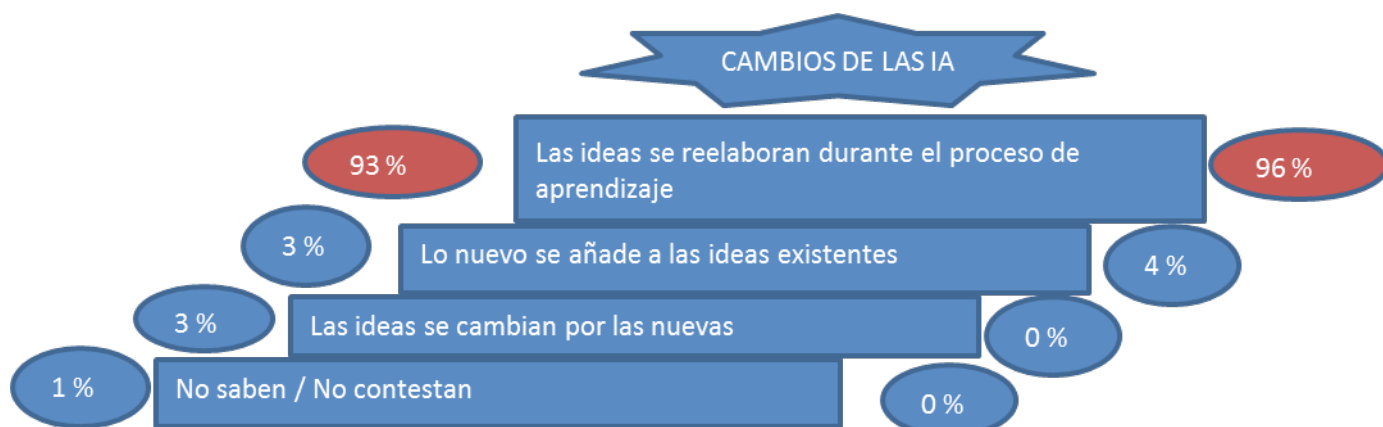 CAMBIOS DE LAS IA
93 %
Las ideas se reelaboran durante el proceso de
aprendizaje
96 %
3 %
Lo nuevo se añade a las ideas existentes
4 %
3 %
Las ideas se cambian por las nuevas
0 %
1 %
No saben / No contestan
0 %